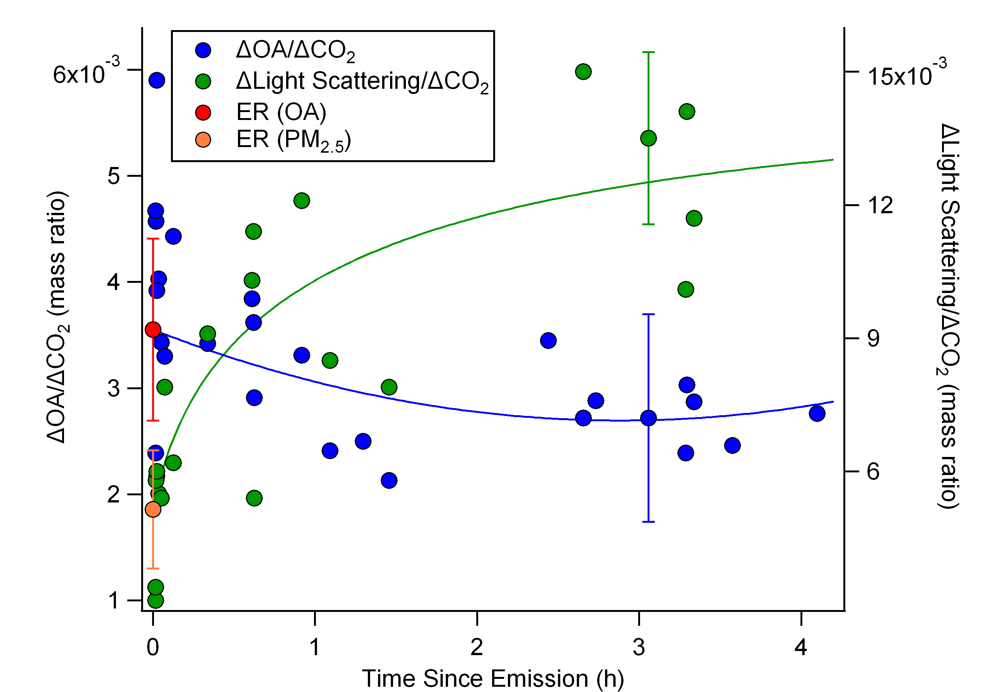 ΔOA/ΔCO2
ΔLight Scattering/ΔCO2
ER (OA)
ER (PM2.5)
6x10-3
5
4
3
2
1
ΔOA/ΔCO2 (mass ratio)
15x10-3
12
9
6
ΔLight Scattering/ΔCO2 (mass ratio)
0 1 2 3 4
Time Since Emission (h)